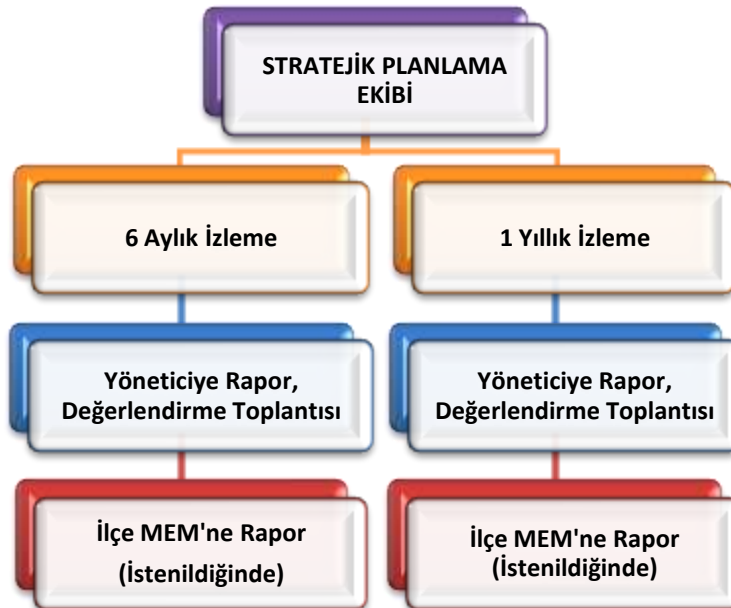 STRATEJİK PLANLAMA
EKİBİ
6 Aylık İzleme
1 Yıllık İzleme
Yöneticiye Rapor,
Değerlendirme Toplantısı
Yöneticiye Rapor,
Değerlendirme Toplantısı
İlçe MEM'ne Rapor
(İstenildiğinde)
İlçe MEM'ne Rapor
(İstenildiğinde)